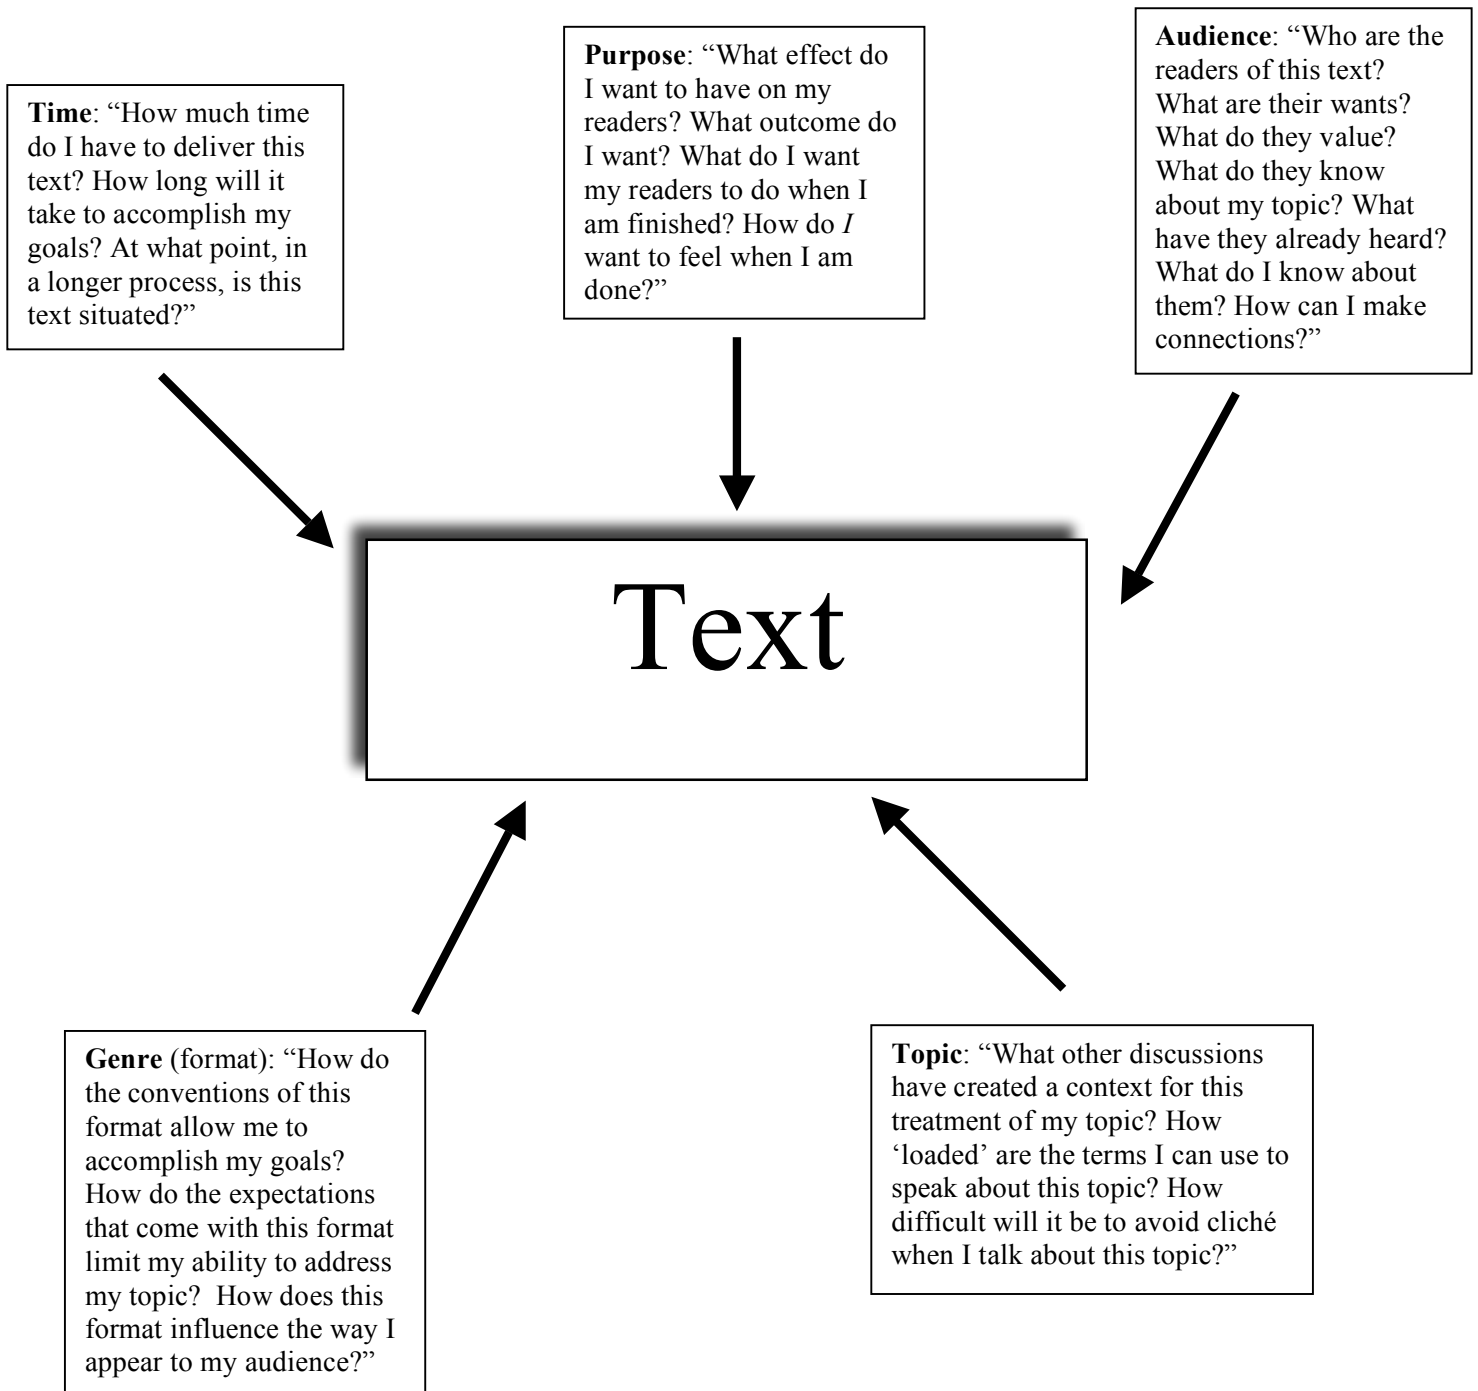 Time: “How much time
do I have to deliver this
text? How long will it
take to accomplish my
goals? At what point, in
a longer process, is this
text situated?”
Purpose: “What effect do
I want to have on my
readers? What outcome do
I want? What do I want
my readers to do when I
am finished? How do I
want to feel when I am
done?”
Audience: “Who are the
readers of this text?
What are their wants?
What do they value?
What do they know
about my topic? What
have they already heard?
What do I know about
them? How can I make
connections?”
Text
Genre (format): “How do
the conventions of this
format allow me to
accomplish my goals?
How do the expectations
that come with this format
limit my ability to address
my topic?  How does this
format influence the way I
appear to my audience?”
Topic: “What other discussions
have created a context for this
treatment of my topic? How
‘loaded’ are the terms I can use to
speak about this topic? How
difficult will it be to avoid cliché
when I talk about this topic?”